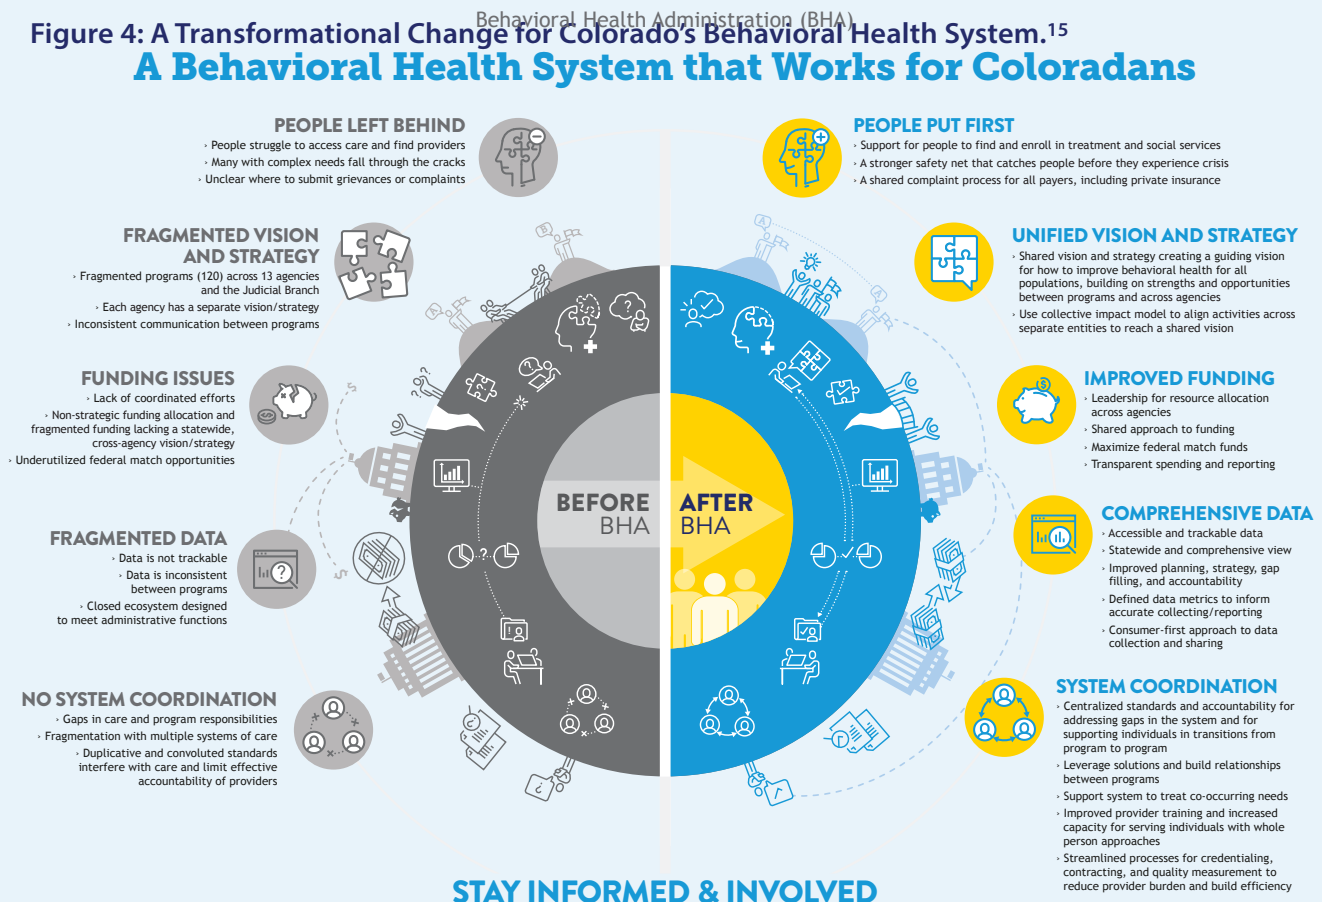 Behavioral Health Administration (BHA)
Figure 4: A Transformational Change for Colorado's Behavioral Health System.15
A Behavioral Health System that Works for Coloradans
PEOPLE LEFT BEHIND
› People struggle to access care and find providers
› Many with complex needs fall through the cracks
› Unclear where to submit grievances or complaints
FRAGMENTED VISION
AND STRATEGY
› Fragmented programs (120) across 13 agencies
and the Judicial Branch
› Each agency has a separate vision/strategy
› Inconsistent communication between programs
FUNDING ISSUES
› Lack of coordinated efforts
› Non-strategic funding allocation and
fragmented funding lacking a statewide,
cross-agency vision/strategy
› Underutilized federal match opportunities
FRAGMENTED DATA
› Data is not trackable
› Data is inconsistent
between programs
› Closed ecosystem designed
to meet administrative functions
NO SYSTEM COORDINATION
› Gaps in care and program responsibilities
› Fragmentation with multiple systems of care
› Duplicative and convoluted standards
interfere with care and limit effective
accountability of providers
BEFORE
BHA
AFTER
BHA
PEOPLE PUT FIRST
› Support for people to find and enroll in treatment and social services
› A stronger safety net that catches people before they experience crisis
› A shared complaint process for all payers, including private insurance
UNIFIED VISION AND STRATEGY
› Shared vision and strategy creating a guiding vision
for how to improve behavioral health for all
populations, building on strengths and opportunities
between programs and across agencies
› Use collective impact model to align activities across
separate entities to reach a shared vision
IMPROVED FUNDING
› Leadership for resource allocation
across agencies
› Shared approach to funding
› Maximize federal match funds
› Transparent spending and reporting
COMPREHENSIVE DATA
› Accessible and trackable data
› Statewide and comprehensive view
› Improved planning, strategy, gap
filling, and accountability
› Defined data metrics to inform
accurate collecting/reporting
› Consumer-first approach to data
collection and sharing
SYSTEM COORDINATION
› Centralized standards and accountability for
addressing gaps in the system and for
supporting individuals in transitions from
program to program
› Leverage solutions and build relationships
between programs
› Support system to treat co-occurring needs
› Improved provider training and increased
capacity for serving individuals with whole
person approaches
› Streamlined processes for credentialing,
contracting, and quality measurement to
reduce provider burden and build efficiency
B
A
A
A
$
$
$
STAY INFORMED & INVOLVED